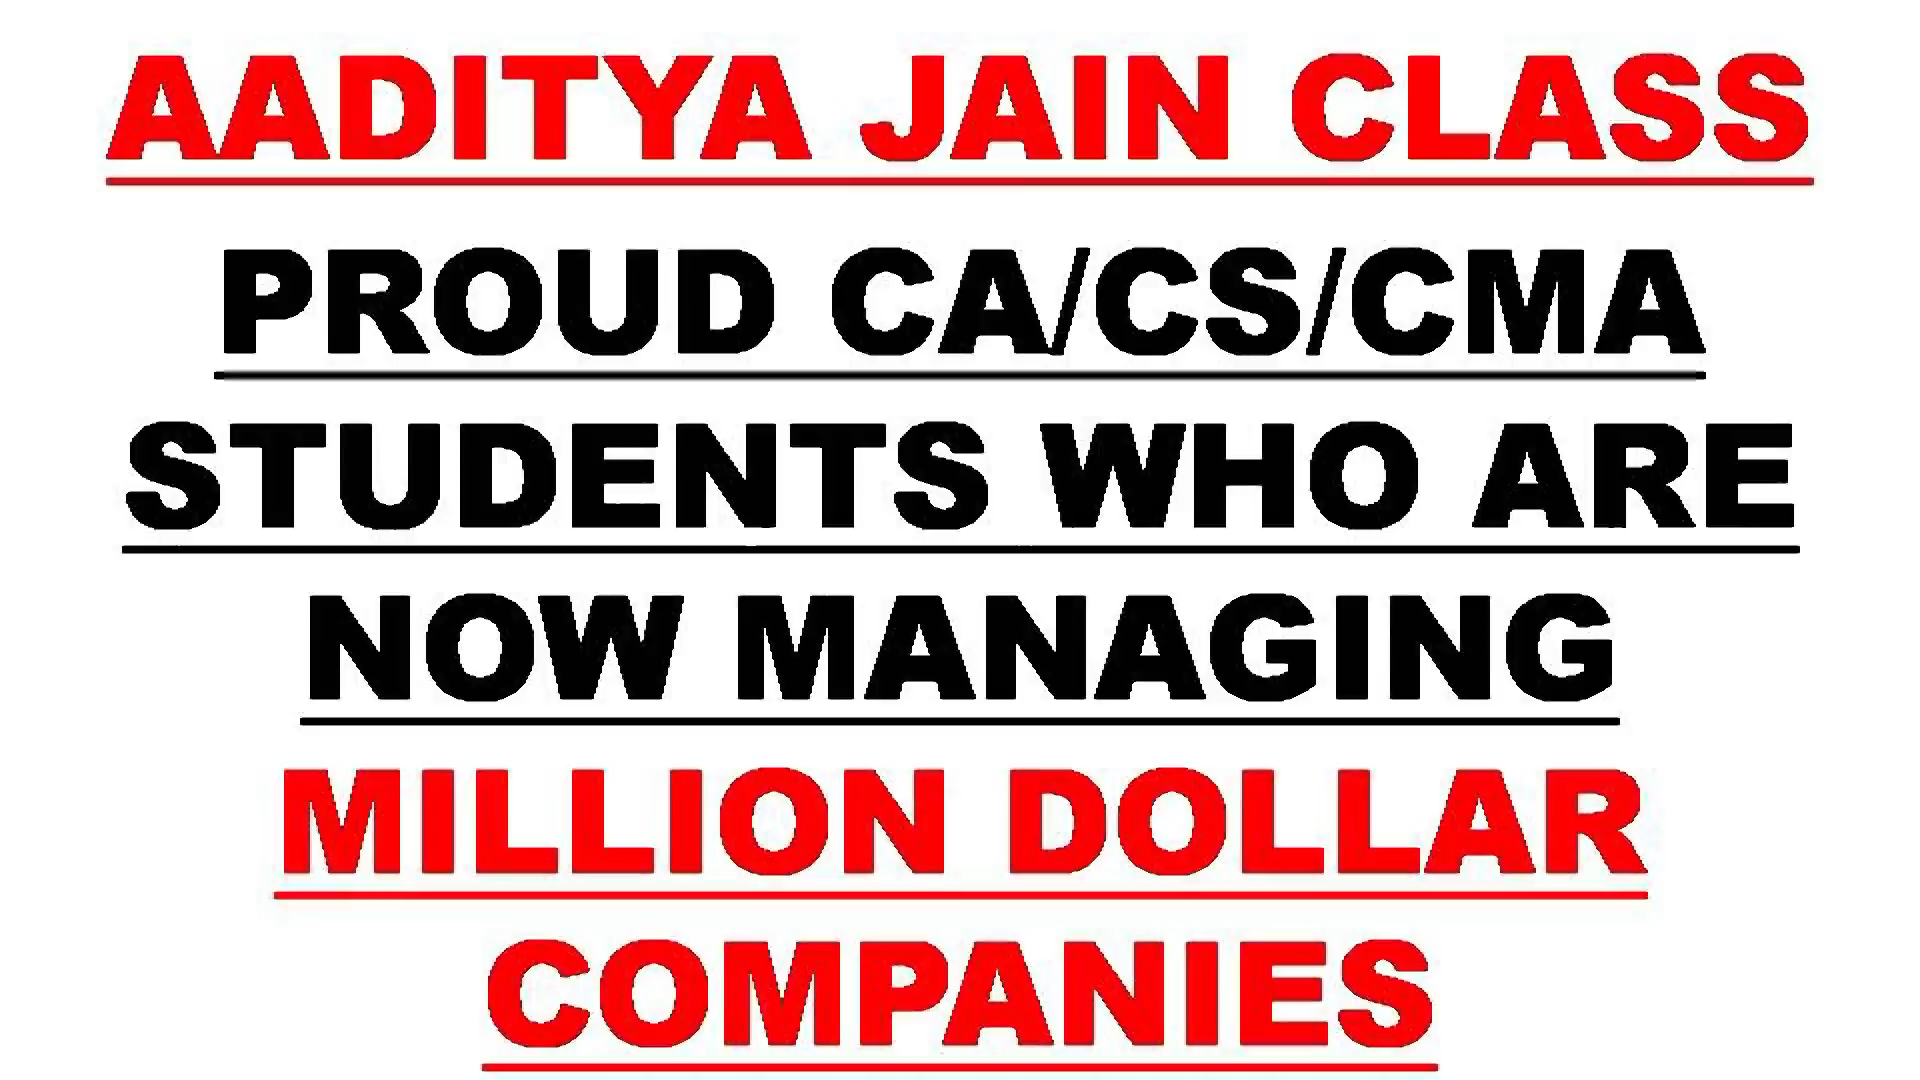 AADITYA JAIN CLASS
PROUD CA/CS/CMA
STUDENTS WHO ARE
NOW MANAGING
MILLION DOLLAR
COMPANIES